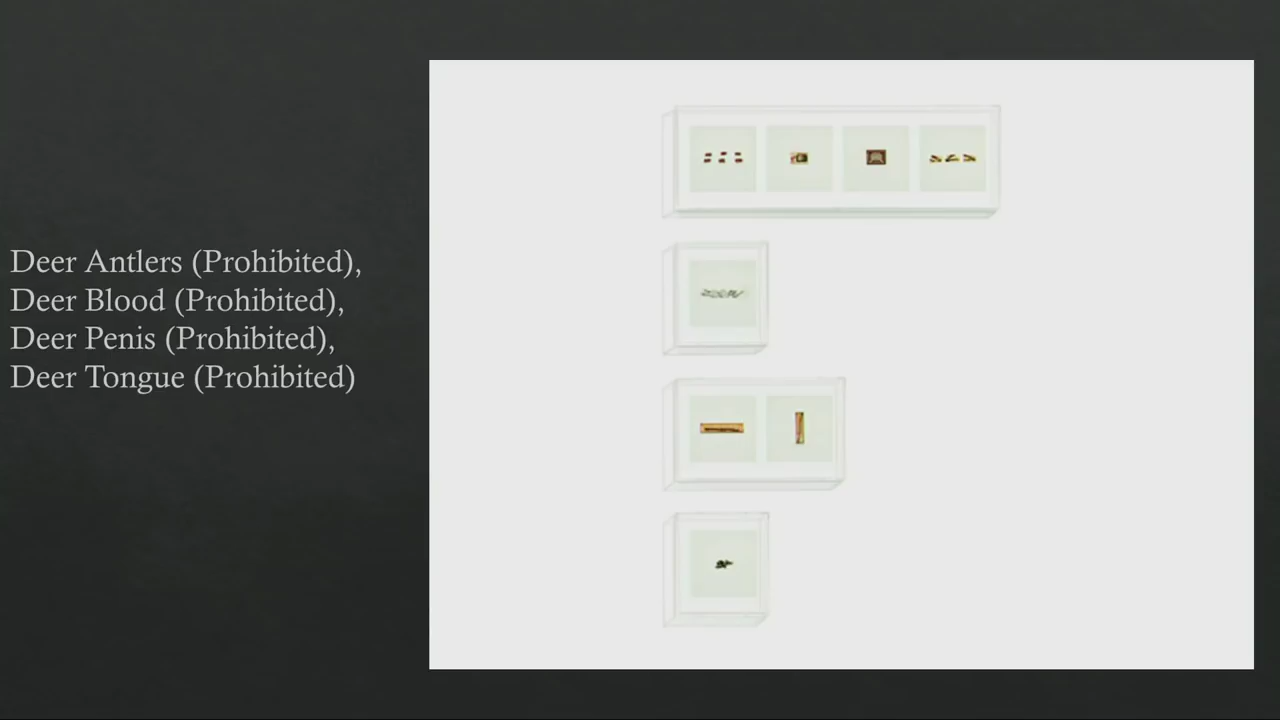 Deer Antlers (Prohibited),
Deer Blood (Prohibited),
Deer Penis (Prohibited),
Deer Tongue (Prohibited)